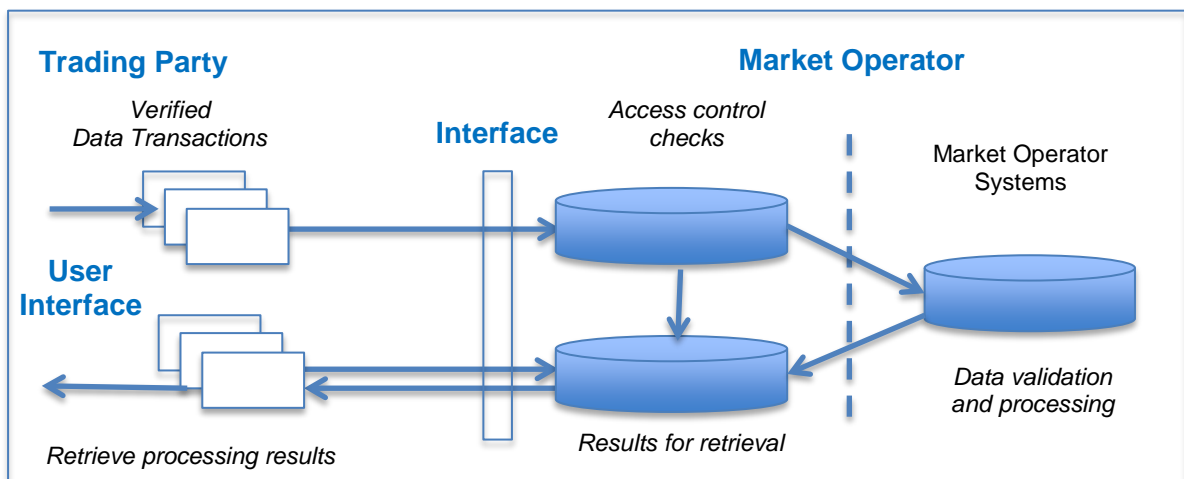 Trading Party
Market Operator
Verified
Data Transactions
Interface
Access control
checks
Market Operator
Systems
User
Interface
Data validation
and processing
Retrieve processing results
Results for retrieval